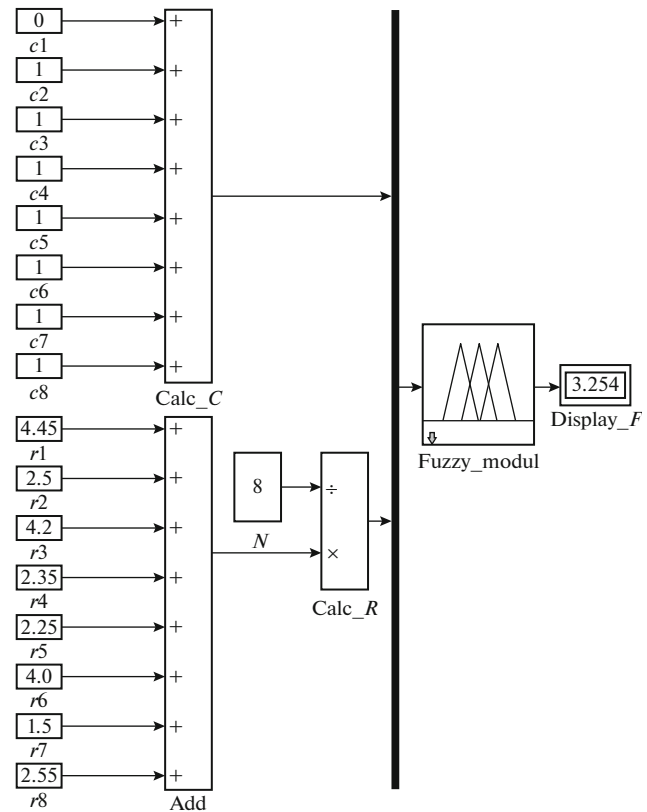 0
+
c1
1
+
c2
1
+
c3
1
+
c4
1
+
c5
1
+
c6
1
+
c7
1
+
c8
Calc_C
4.45
+
r1
2.5
+
r2
4.2
+
r3
2.35
+
r4
2.25
+
r5
4.0
+
r6
1.5
+
r7
2.55
+
r8
Add
8
N
÷
×
Calc_R
Fuzzy_modul
3.254
Display_F